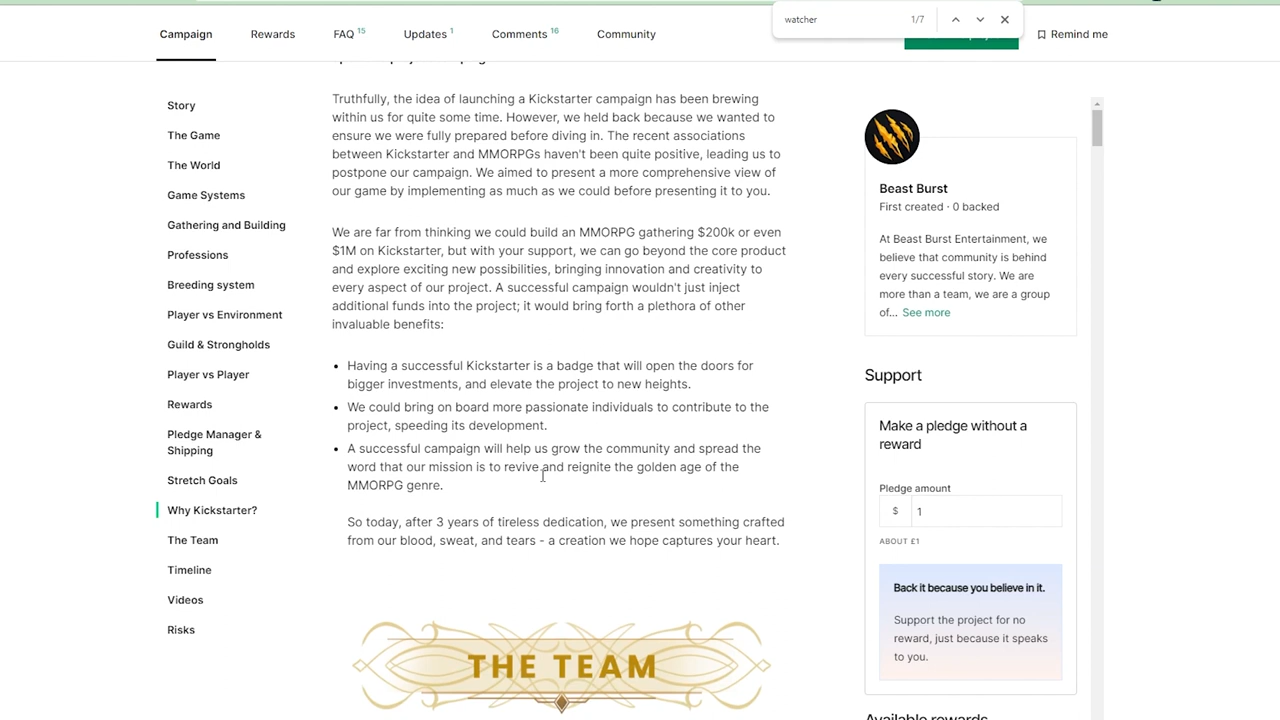 watcher
1/7
Campaign
Rewards
FAQ 15
Updates 1
Comments 16
Community
Remind me
Story
The Game
The World
Game Systems
Gathering and Building
Professions
Breeding system
Player vs Environment
Guild & Strongholds
Player vs Player
Rewards
Pledge Manager &
Shipping
Stretch Goals
Why Kickstarter?
The Team
Timeline
Videos
Risks
Truthfully, the idea of launching a Kickstarter campaign has been brewing
within us for quite some time. However, we held back because we wanted to
ensure we were fully prepared before diving in. The recent associations
between Kickstarter and MMORPGs haven't been quite positive, leading us to
postpone our campaign. We aimed to present a more comprehensive view of
our game by implementing as much as we could before presenting it to you.
We are far from thinking we could build an MMORPG gathering $200k or even
$1M on Kickstarter, but with your support, we can go beyond the core product
and explore exciting new possibilities, bringing innovation and creativity to
every aspect of our project. A successful campaign wouldn't just inject
additional funds into the project; it would bring forth a plethora of other
invaluable benefits:
• Having a successful Kickstarter is a badge that will open the doors for
bigger investments, and elevate the project to new heights.
• We could bring on board more passionate individuals to contribute to the
project, speeding its development.
• A successful campaign will help us grow the community and spread the
word that our mission is to revive and reignite the golden age of the
MMORPG genre.
So today, after 3 years of tireless dedication, we present something crafted
from our blood, sweat, and tears - a creation we hope captures your heart.
THE TEAM
Beast Burst
First created · 0 backed
At Beast Burst Entertainment, we
believe that community is behind
every successful story. We are
more than a team, we are a group
of... See more
Support
Make a pledge without a
reward
Pledge amount
$ 1
ABOUT £1
Back it because you believe in it.
Support the project for no
reward, just because it speaks
to you.
Available rewards